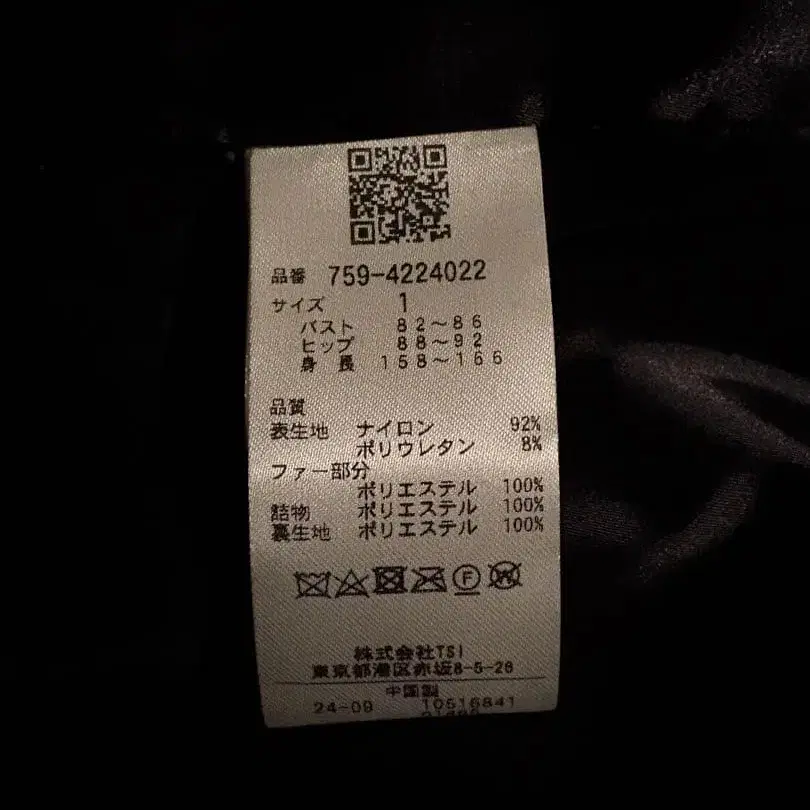 品番 759-4224022
サイズ 1
バスト 82～86
ヒップ 88～92
身長 158～166
品質
表生地 ナイロン 92%
ポリウレタン 8%
ファー部分
ポリエステル 100%
詰物 ポリエステル 100%
裏生地 ポリエステル 100%
F
W
株式会社TSI
東京都港区赤坂8-5-26
中国製
24-09 10516841